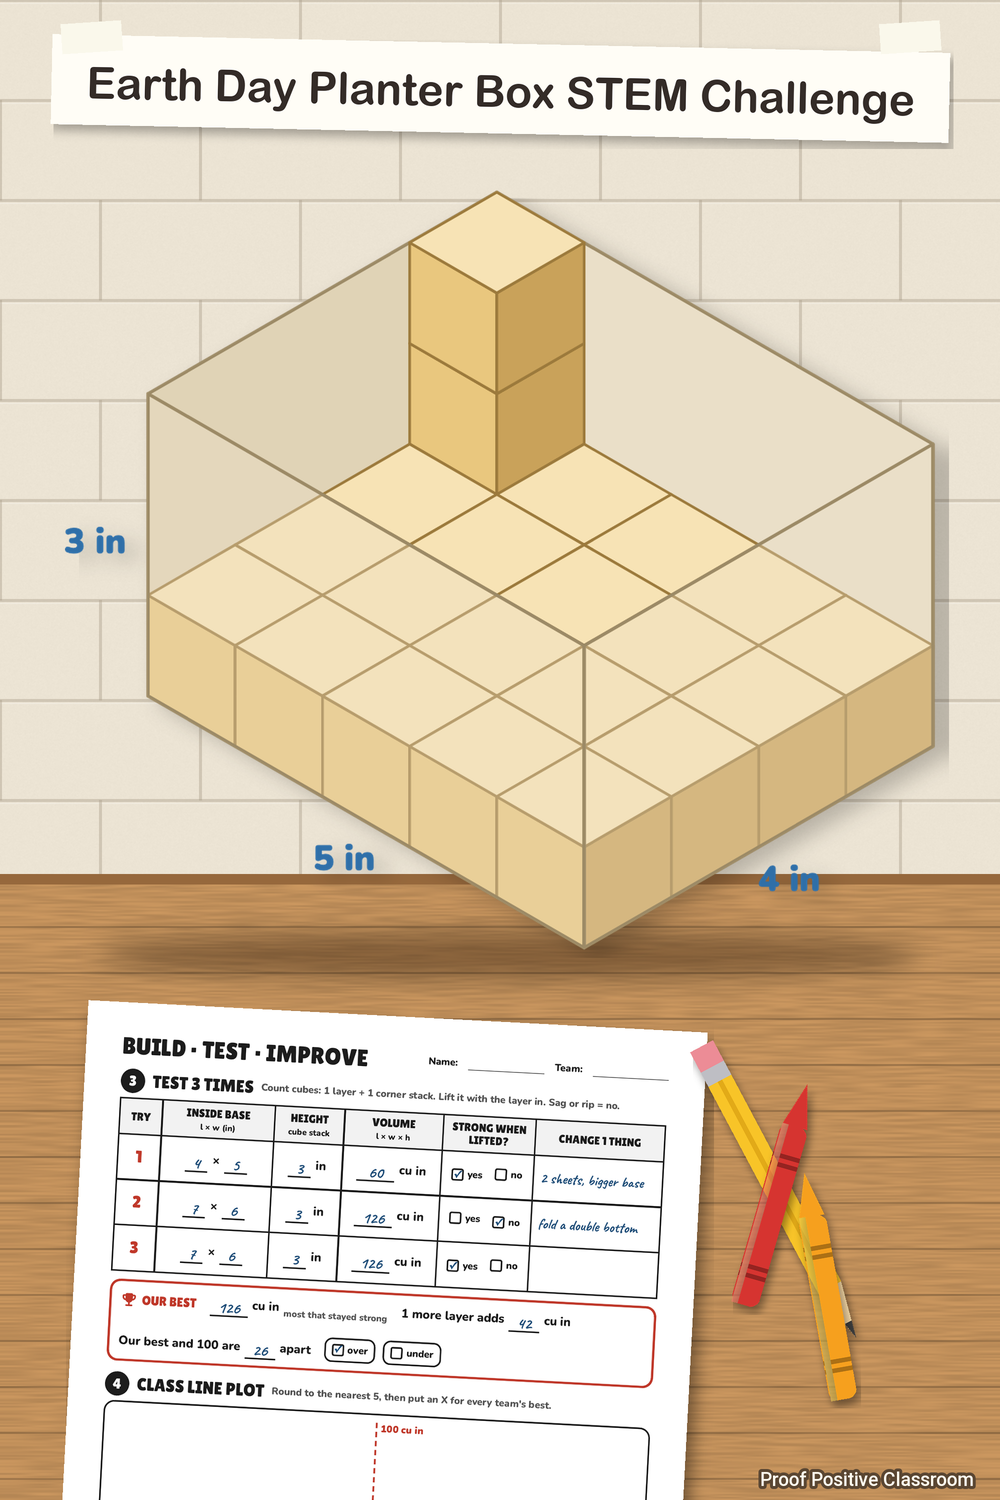 Earth Day Planter Box STEM Challenge
3 in
5 in
4 in
BUILD · TEST · IMPROVE
Name: Team:
3 TEST 3 TIMES Count cubes: 1 layer + 1 corner stack. Lift it with the layer in. Sag or rip = no.
TRY INSIDE BASE l × w (in) HEIGHT cube stack VOLUME l × w × h STRONG WHEN LIFTED? CHANGE 1 THING
1 4 × 5 3 in 60 cu in yes no 2 sheets, bigger base
2 7 × 6 3 in 126 cu in yes no fold a double bottom
3 7 × 6 3 in 126 cu in yes no
OUR BEST 126 cu in most that stayed strong 1 more layer adds 42 cu in
Our best and 100 are 26 apart over under
4 CLASS LINE PLOT Round to the nearest 5, then put an X for every team's best.
100 cu in
Proof Positive Classroom